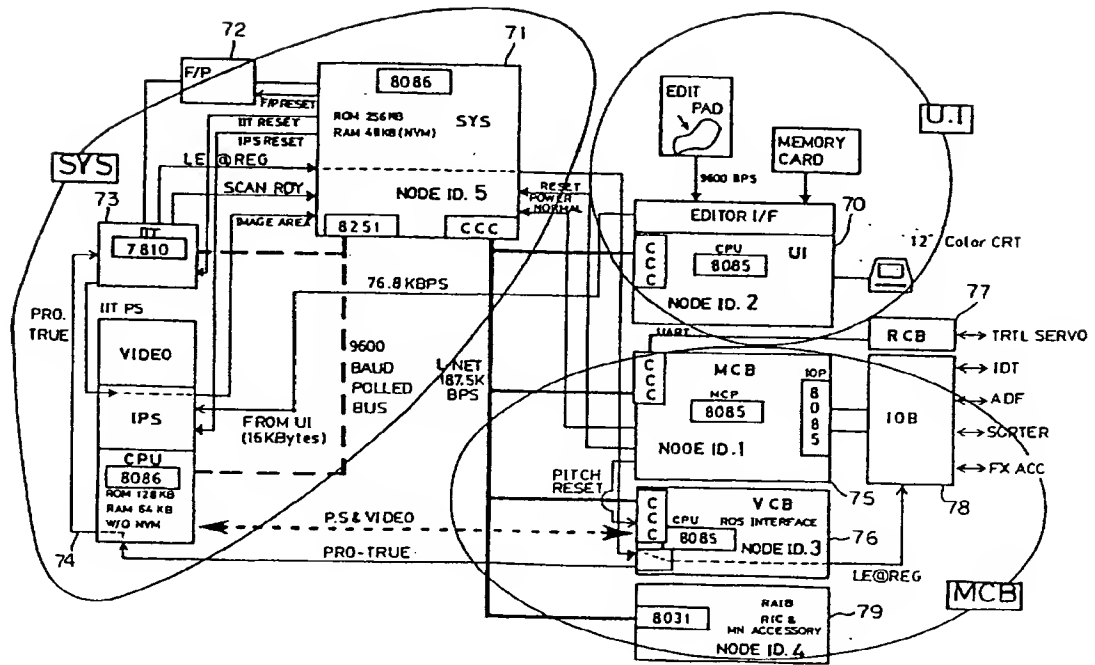 72
71
F/P
8086
F/P RESET
ROM 256 KB
RAM 48KB (NVM)
SYS
IIT RESET
IPS RESET
LE @REG
SCAN RDY
IMAGE AREA
NODE ID. 5
8251
CCC
RESET
POWER
NORMAL
SYS
73
IIT
7810
PRO.
TRUE
IIT PS
VIDEO
IPS
CPU
8086
ROM 128 KB
RAM 64 KB
W/O NVM
74
76.8 KBPS
9600
BAUD
POLLED
BUS
FROM UI
(16KBytes)
L-NET
187.5K
BPS
P.S & VIDEO
PRO-TRUE
PITCH
RESET
EDIT
PAD
MEMORY
CARD
U.I
9600 BPS
EDITOR I/F
70
CCC
CPU
8085
UI
NODE ID. 2
12" Color CRT
77
UART
RCB
TRTL SERVO
CCC
MCB
MCP
8085
IOP
8085
NODE ID. 1
75
IOB
IDT
ADF
SORTER
FX ACC
78
CCC
VCB
ROS INTERFACE
CPU
8085
NODE ID. 3
76
LE@REG
MCB
79
8031
RAIB
RIC &
MN ACCESSORY
NODE ID. 4